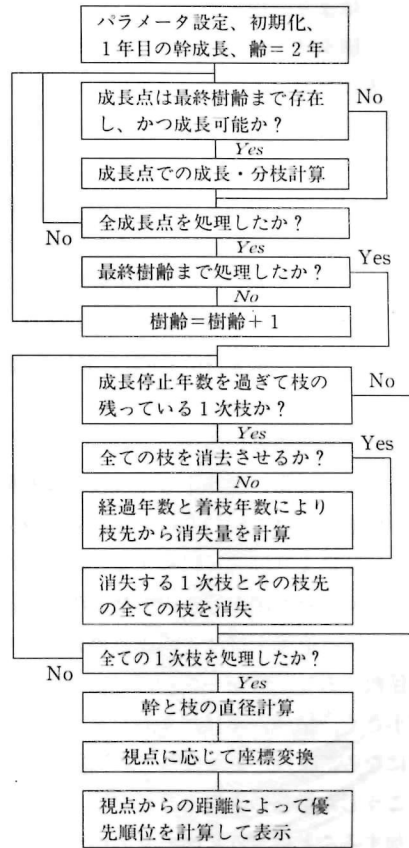 パラメータ設定、初期化、
１年目の幹成長、齢＝２年
成長点は最終樹齢まで存在
し、かつ成長可能か？
No
Yes
成長点での成長・分枝計算
全成長点を処理したか？
No
Yes
最終樹齢まで処理したか？
Yes
No
樹齢＝樹齢＋１
成長停止年数を過ぎて枝の
残っている１次枝か？
No
Yes
全ての枝を消去させるか？
Yes
No
経過年数と着枝年数により
枝先から消失量を計算
消失する１次枝とその枝先
の全ての枝を消失
全ての１次枝を処理したか？
No
Yes
幹と枝の直径計算
視点に応じて座標変換
視点からの距離によって優
先順位を計算して表示